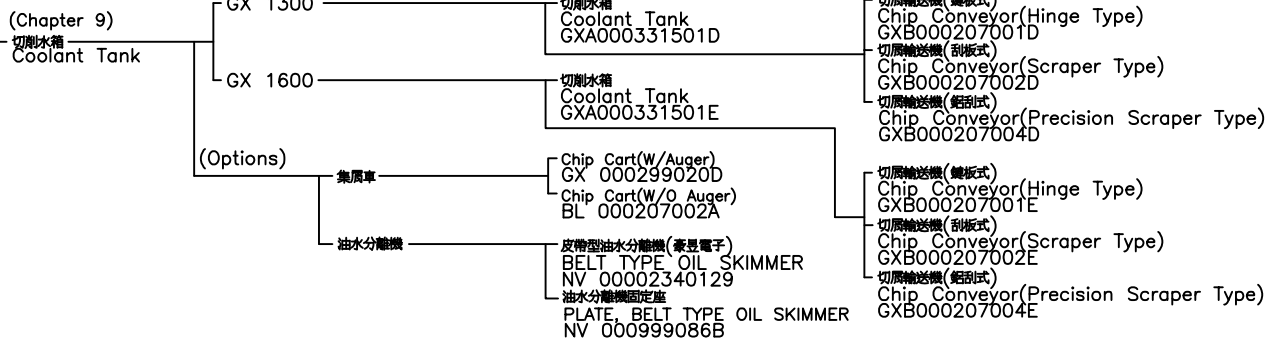 (Chapter 9)
切削水箱
Coolant Tank
GX 1300
切削水箱
Coolant Tank
GXA000331501D
切屑輸送機(鏈板式)
Chip Conveyor(Hinge Type)
GXB000207001D
切屑輸送機(刮板式)
Chip Conveyor(Scraper Type)
GXB000207002D
切屑輸送機(鋁刮式)
Chip Conveyor(Precision Scraper Type)
GXB000207004D
GX 1600
切削水箱
Coolant Tank
GXA000331501E
切屑輸送機(鏈板式)
Chip Conveyor(Hinge Type)
GXB000207001E
切屑輸送機(刮板式)
Chip Conveyor(Scraper Type)
GXB000207002E
切屑輸送機(鋁刮式)
Chip Conveyor(Precision Scraper Type)
GXB000207004E
(Options)
集屑車
Chip Cart(W/Auger)
GX 000299020D
Chip Cart(W/O Auger)
BL 000207002A
油水分離機
皮帶型油水分離機(豪昱電子)
BELT TYPE OIL SKIMMER
NV 00002340129
油水分離機固定座
PLATE, BELT TYPE OIL SKIMMER
NV 000999086B